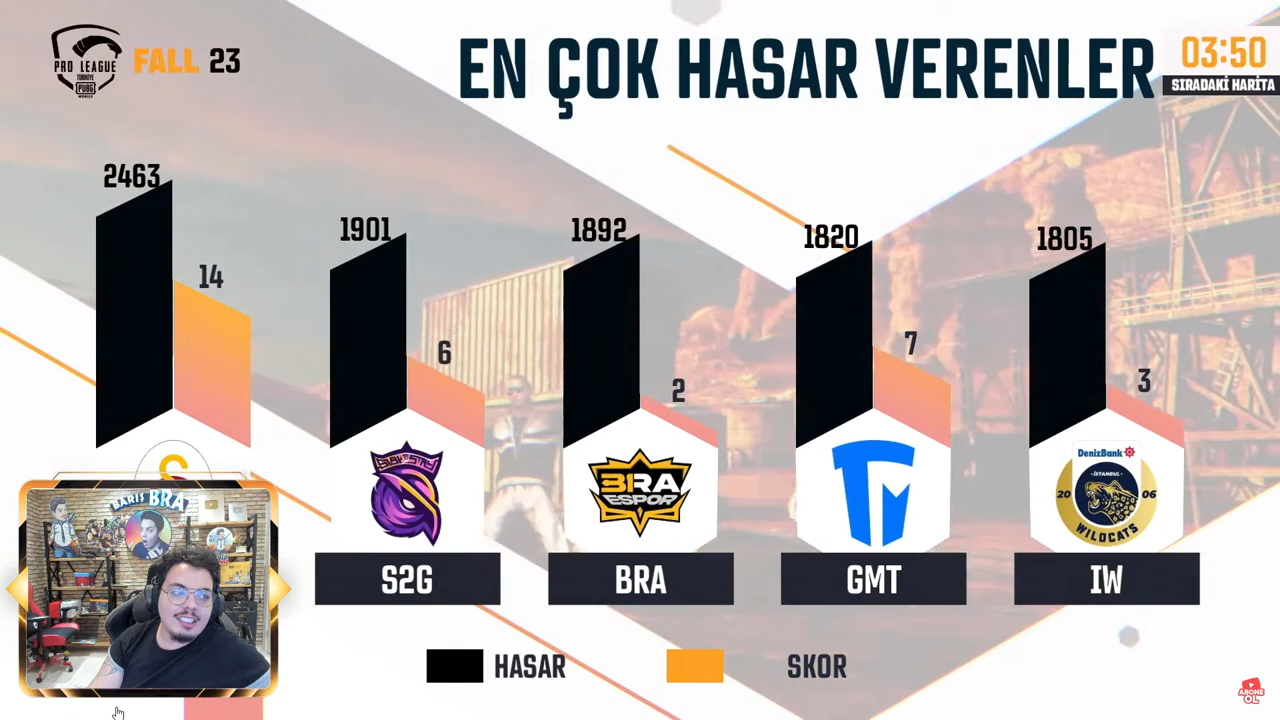 PRO LEAGUE
TÜRKİYE
PUBG
MOBILE
FALL 23
EN ÇOK HASAR VERENLER
03:50
SIRADAKİ HARİTA
2463
14
1901
6
1892
2
1820
7
1805
3
BRA
ESPOR
DenizBank
İSTANBUL
20 06
WILDCATS
BARIS BRA
S2G
BRA
GMT
IW
HASAR
SKOR
ABONE
OL